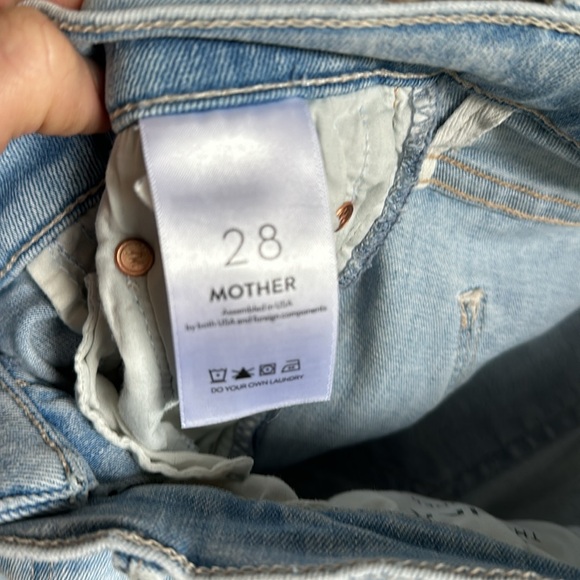 28
MOTHER
Assembled in USA
by both USA and foreign components
DO YOUR OWN LAUNDRY